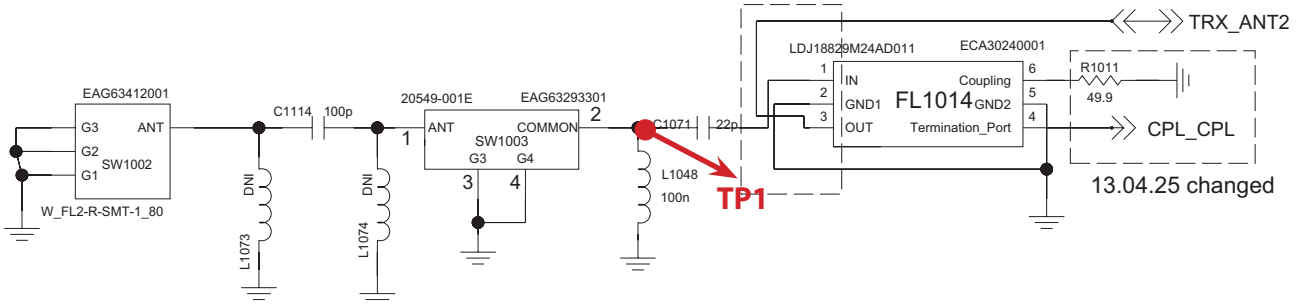 TRX_ANT2
LDJ18829M24AD011
ECA30240001
EAG63412001
G3
G2
G1
ANT
SW1002
W_FL2-R-SMT-1_80
C1114
100p
DNI
L1073
DNI
L1074
20549-001E
EAG63293301
1
ANT
COMMON
2
SW1003
G3
G4
3
4
C1071
22p
L1048
100n
TP1
1
IN
2
GND1
3
OUT
FL1014
Coupling
6
GND2
5
Termination_Port
4
R1011
49.9
CPL_CPL
13.04.25 changed